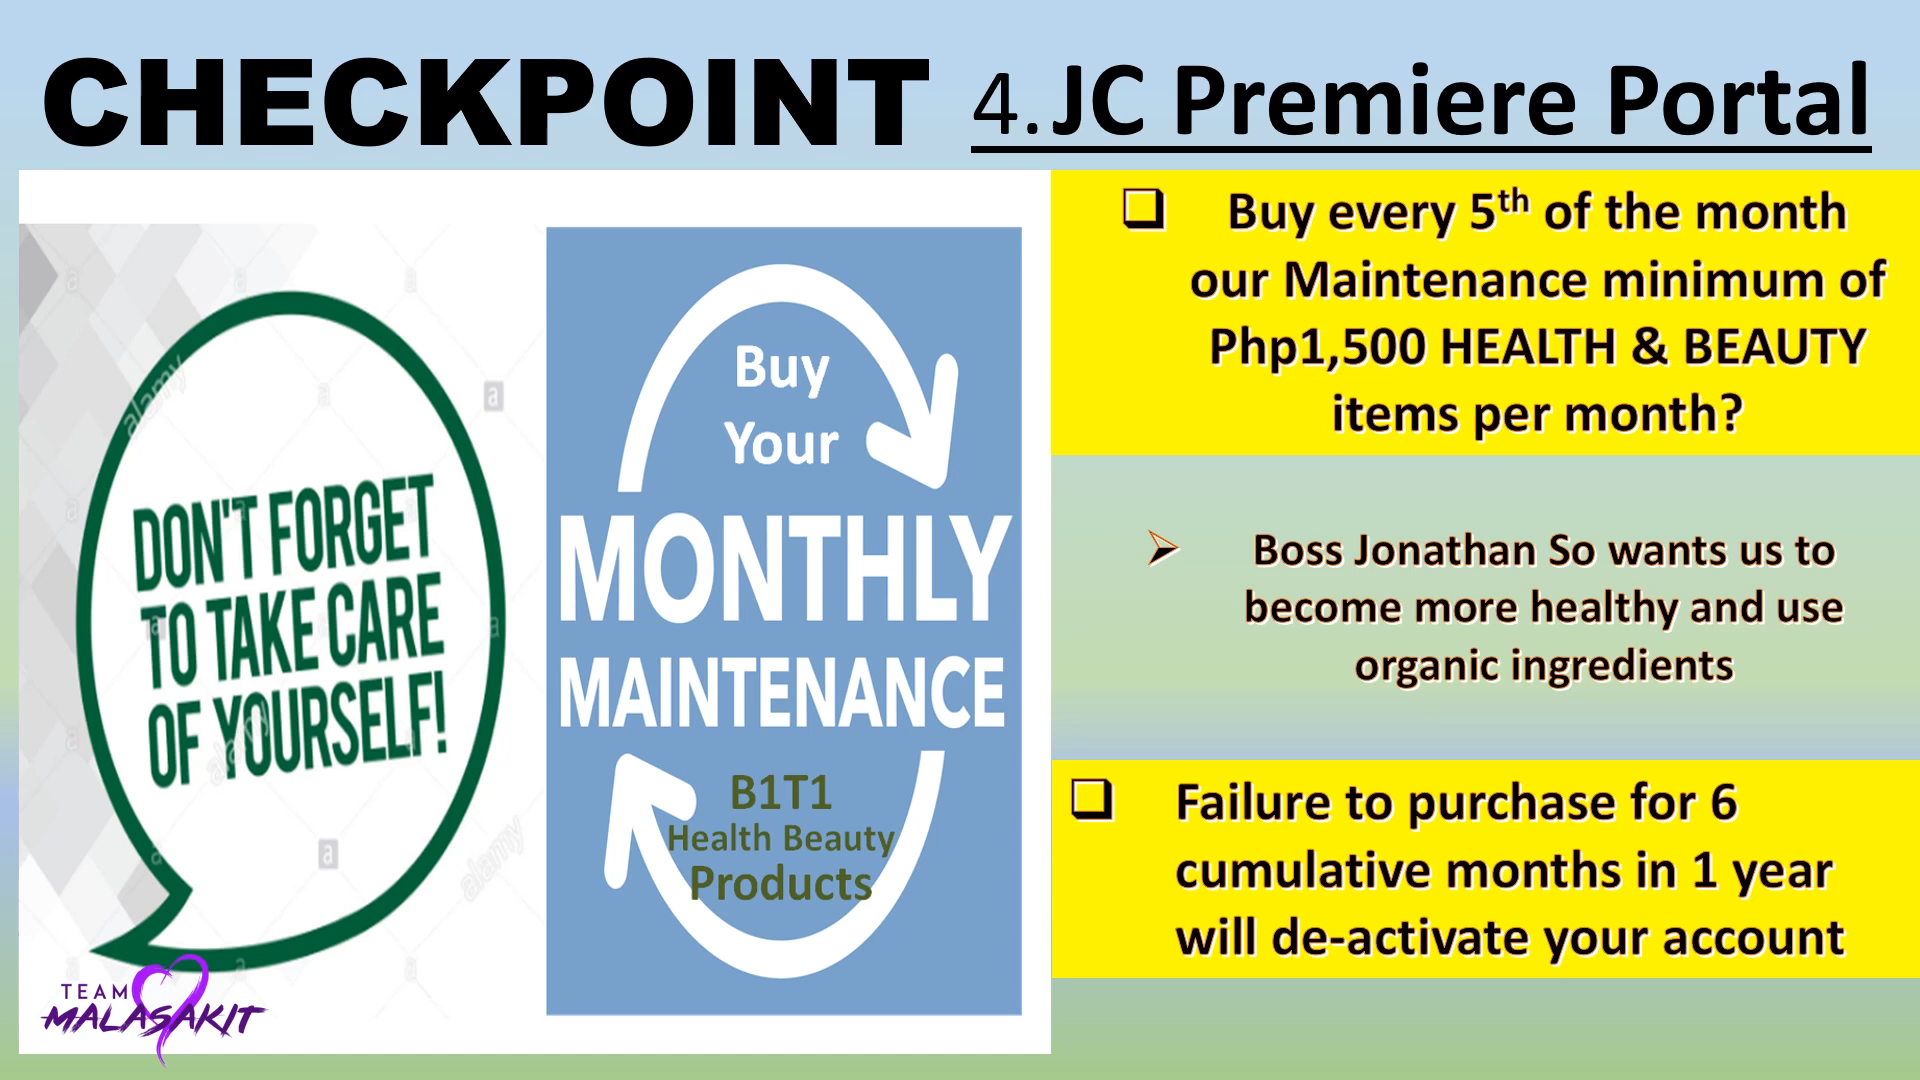 CHECKPOINT 4. JC Premiere Portal
DON'T FORGET
TO TAKE CARE
OF YOURSELF!
alamy
a
alamy
alamy
a
TEAM
MALASAKIT
Buy
Your
MONTHLY
MAINTENANCE
B1T1
Health Beauty
Products
Buy every 5th of the month
our Maintenance minimum of
Php1,500 HEALTH & BEAUTY
items per month?
Boss Jonathan So wants us to
become more healthy and use
organic ingredients
Failure to purchase for 6
cumulative months in 1 year
will de-activate your account